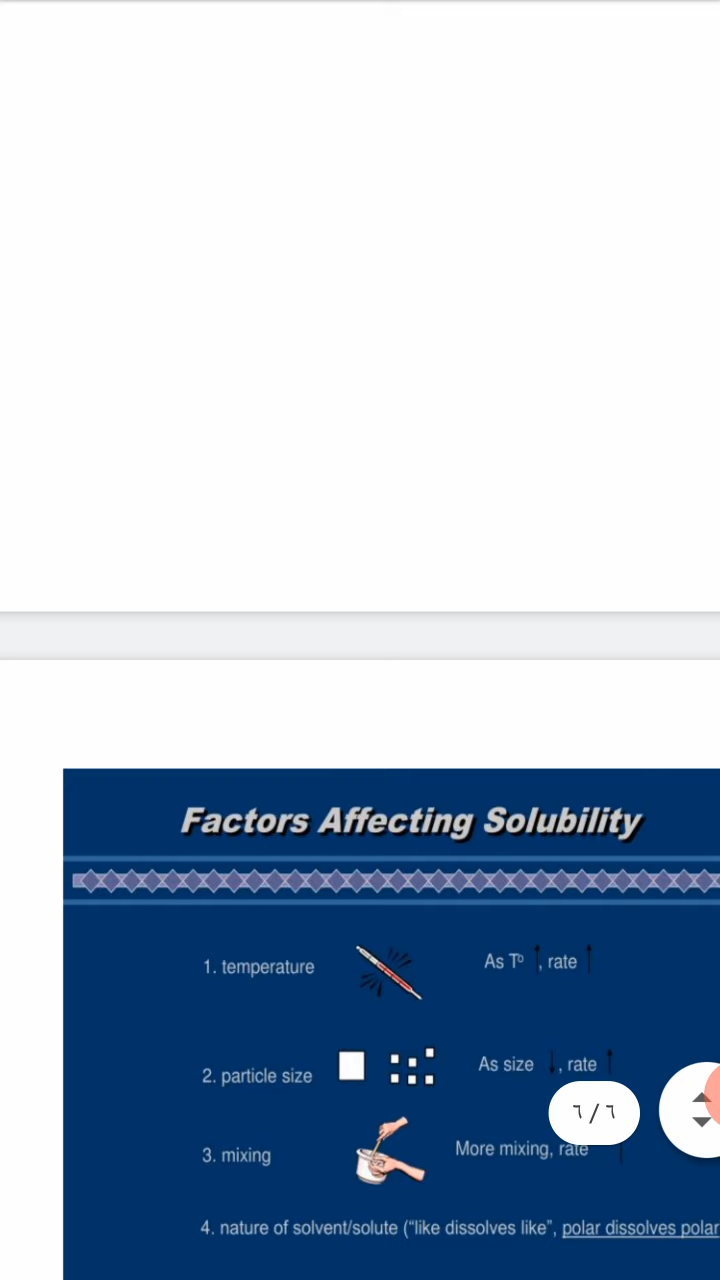 Factors Affecting Solubility
1. temperature As Tº ↑, rate ↑
2. particle size As size ↓, rate ↑
٦/٦
3. mixing More mixing, rate ↑
4. nature of solvent/solute (“like dissolves like”, polar dissolves polar